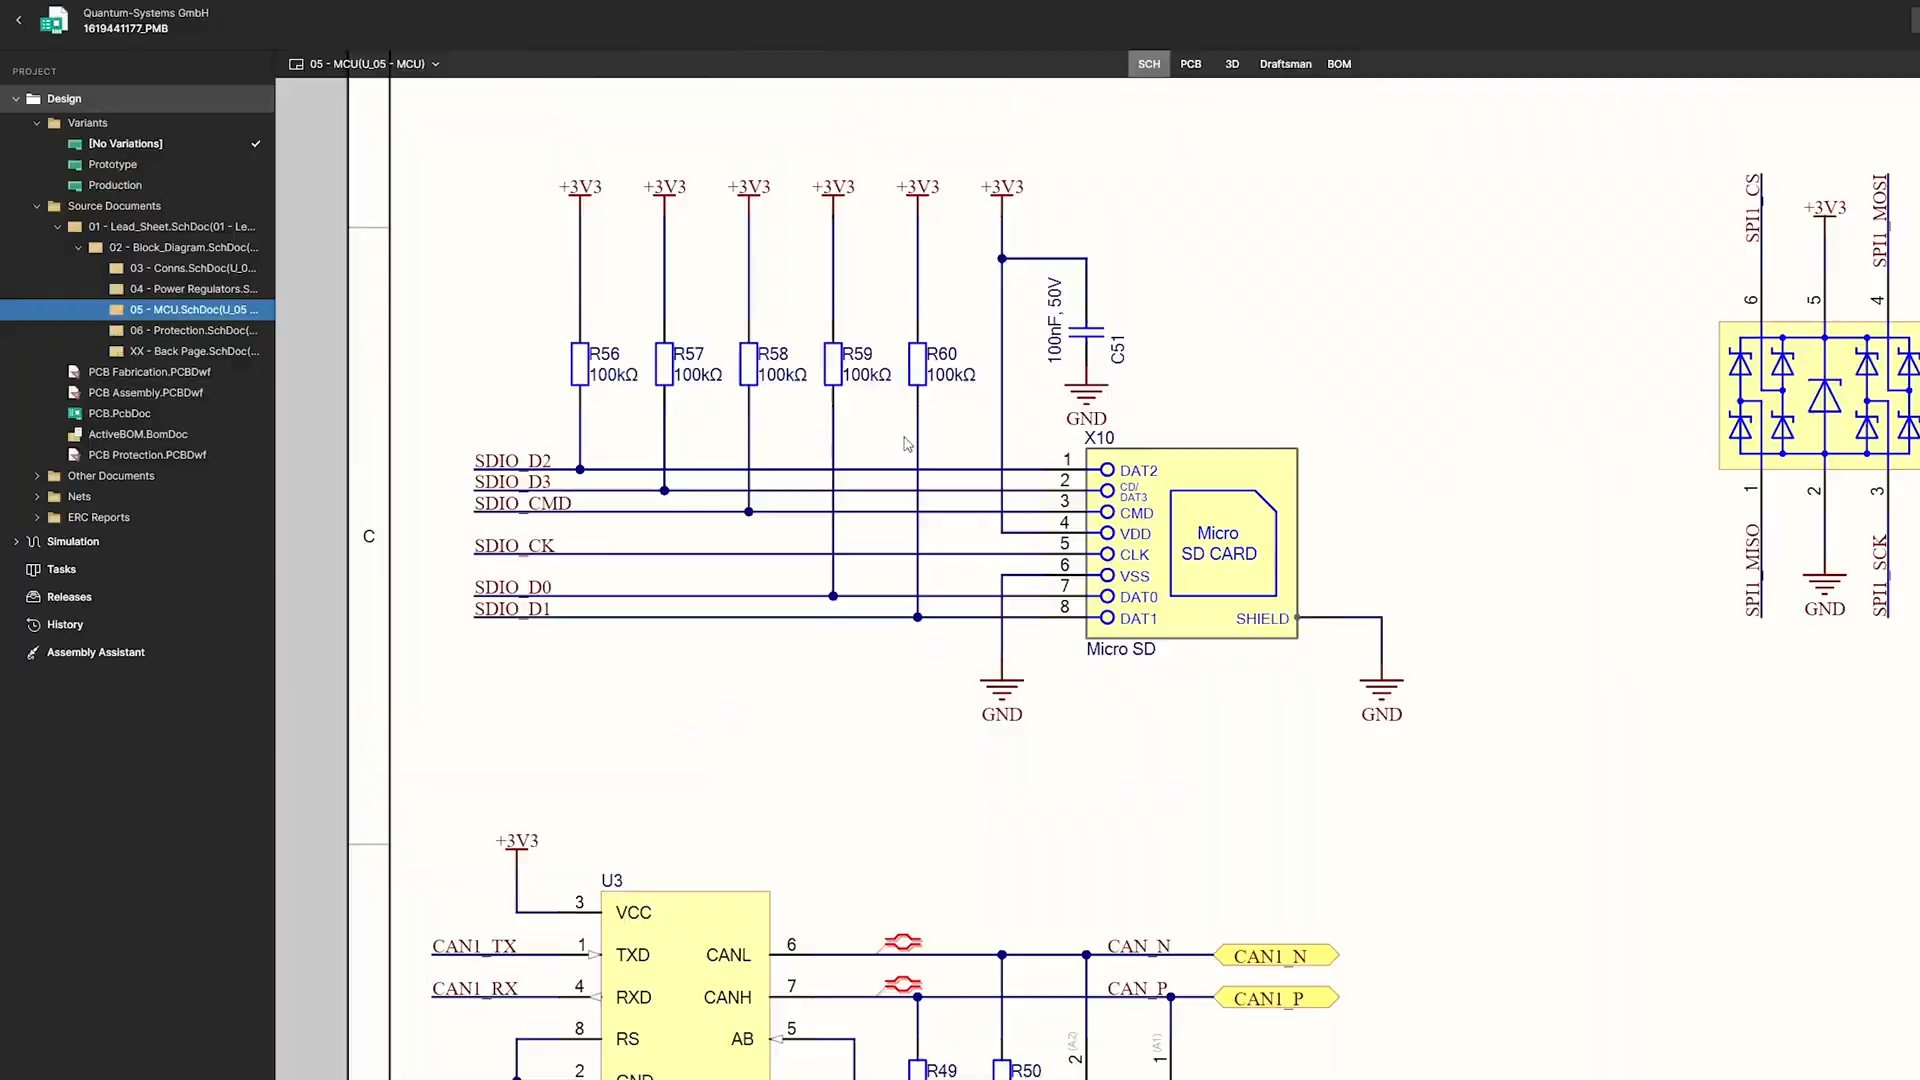 Quantum-Systems GmbH
1619441177_PMB
PROJECT
Design
Variants
[No Variations]
Prototype
Production
Source Documents
01 - Lead_Sheet.SchDoc(01 - Le...
02 - Block_Diagram.SchDoc(...
03 - Conns.SchDoc(U_0...
04 - Power Regulators.S...
05 - MCU.SchDoc(U_05 ...
06 - Protection.SchDoc(...
XX - Back Page.SchDoc(...
PCB Fabrication.PCBDwf
PCB Assembly.PCBDwf
PCB.PcbDoc
ActiveBOM.BomDoc
PCB Protection.PCBDwf
Other Documents
Nets
ERC Reports
Simulation
Tasks
Releases
History
Assembly Assistant
05 - MCU(U_05 - MCU)
SCH PCB 3D Draftsman BOM
C
+3V3 +3V3 +3V3 +3V3 +3V3 +3V3
R56 R57 R58 R59 R60
100kΩ 100kΩ 100kΩ 100kΩ 100kΩ
100nF, 50V
C51
GND
X10
SDIO_D2 1 DAT2
SDIO_D3 2 CD/
DAT3
SDIO_CMD 3 CMD
4 VDD
SDIO_CK 5 CLK
6 VSS
SDIO_D0 7 DAT0
SDIO_D1 8 DAT1
Micro
SD CARD
SHIELD
Micro SD
GND
GND
SPI1_CS
+3V3
SPI1_MOSI
6 5 4
1 2 3
SPI1_MISO
GND
SPI1_SCK
+3V3
U3
3 VCC
CAN1_TX 1 TXD CANL 6 CAN_N CAN1_N
CAN1_RX 4 RXD CANH 7 CAN_P CAN1_P
8 RS AB 5
2 GND
R49 R50
2 (A2)
1 (A1)